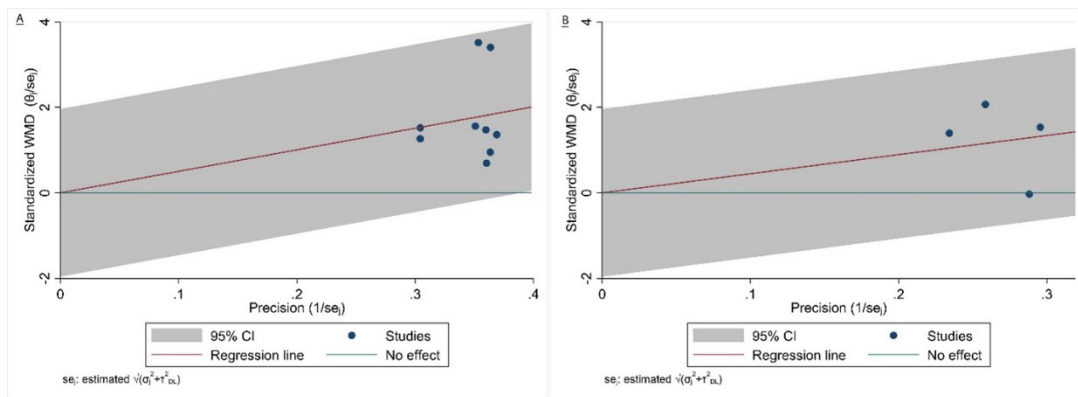 A
Standardized WMD (θj/sej)
4
2
0
-2
0
.1
.2
.3
.4
Precision (1/sej)
95% CI
Studies
Regression line
No effect
sej: estimated √(σj²+τ²DL)
B
Standardized WMD (θj/sej)
4
2
0
-2
0
.1
.2
.3
Precision (1/sej)
95% CI
Studies
Regression line
No effect
sej: estimated √(σj²+τ²DL)